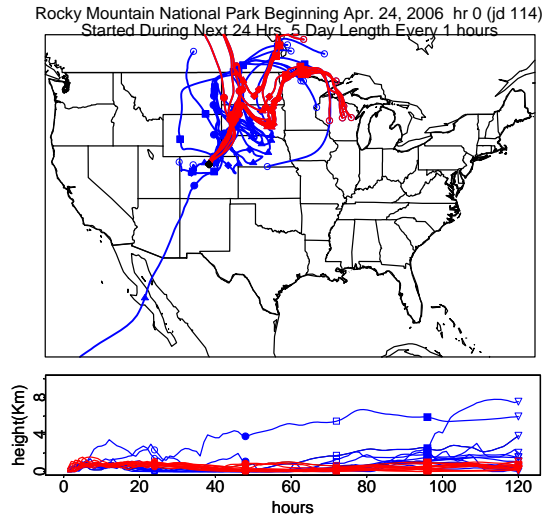 Rocky Mountain National Park Beginning Apr. 24, 2006 hr 0 (jd 114)
Started During Next 24 Hrs, 5 Day Length Every 1 hours
height(Km)
8
4
0
0 20 40 60 80 100 120
hours